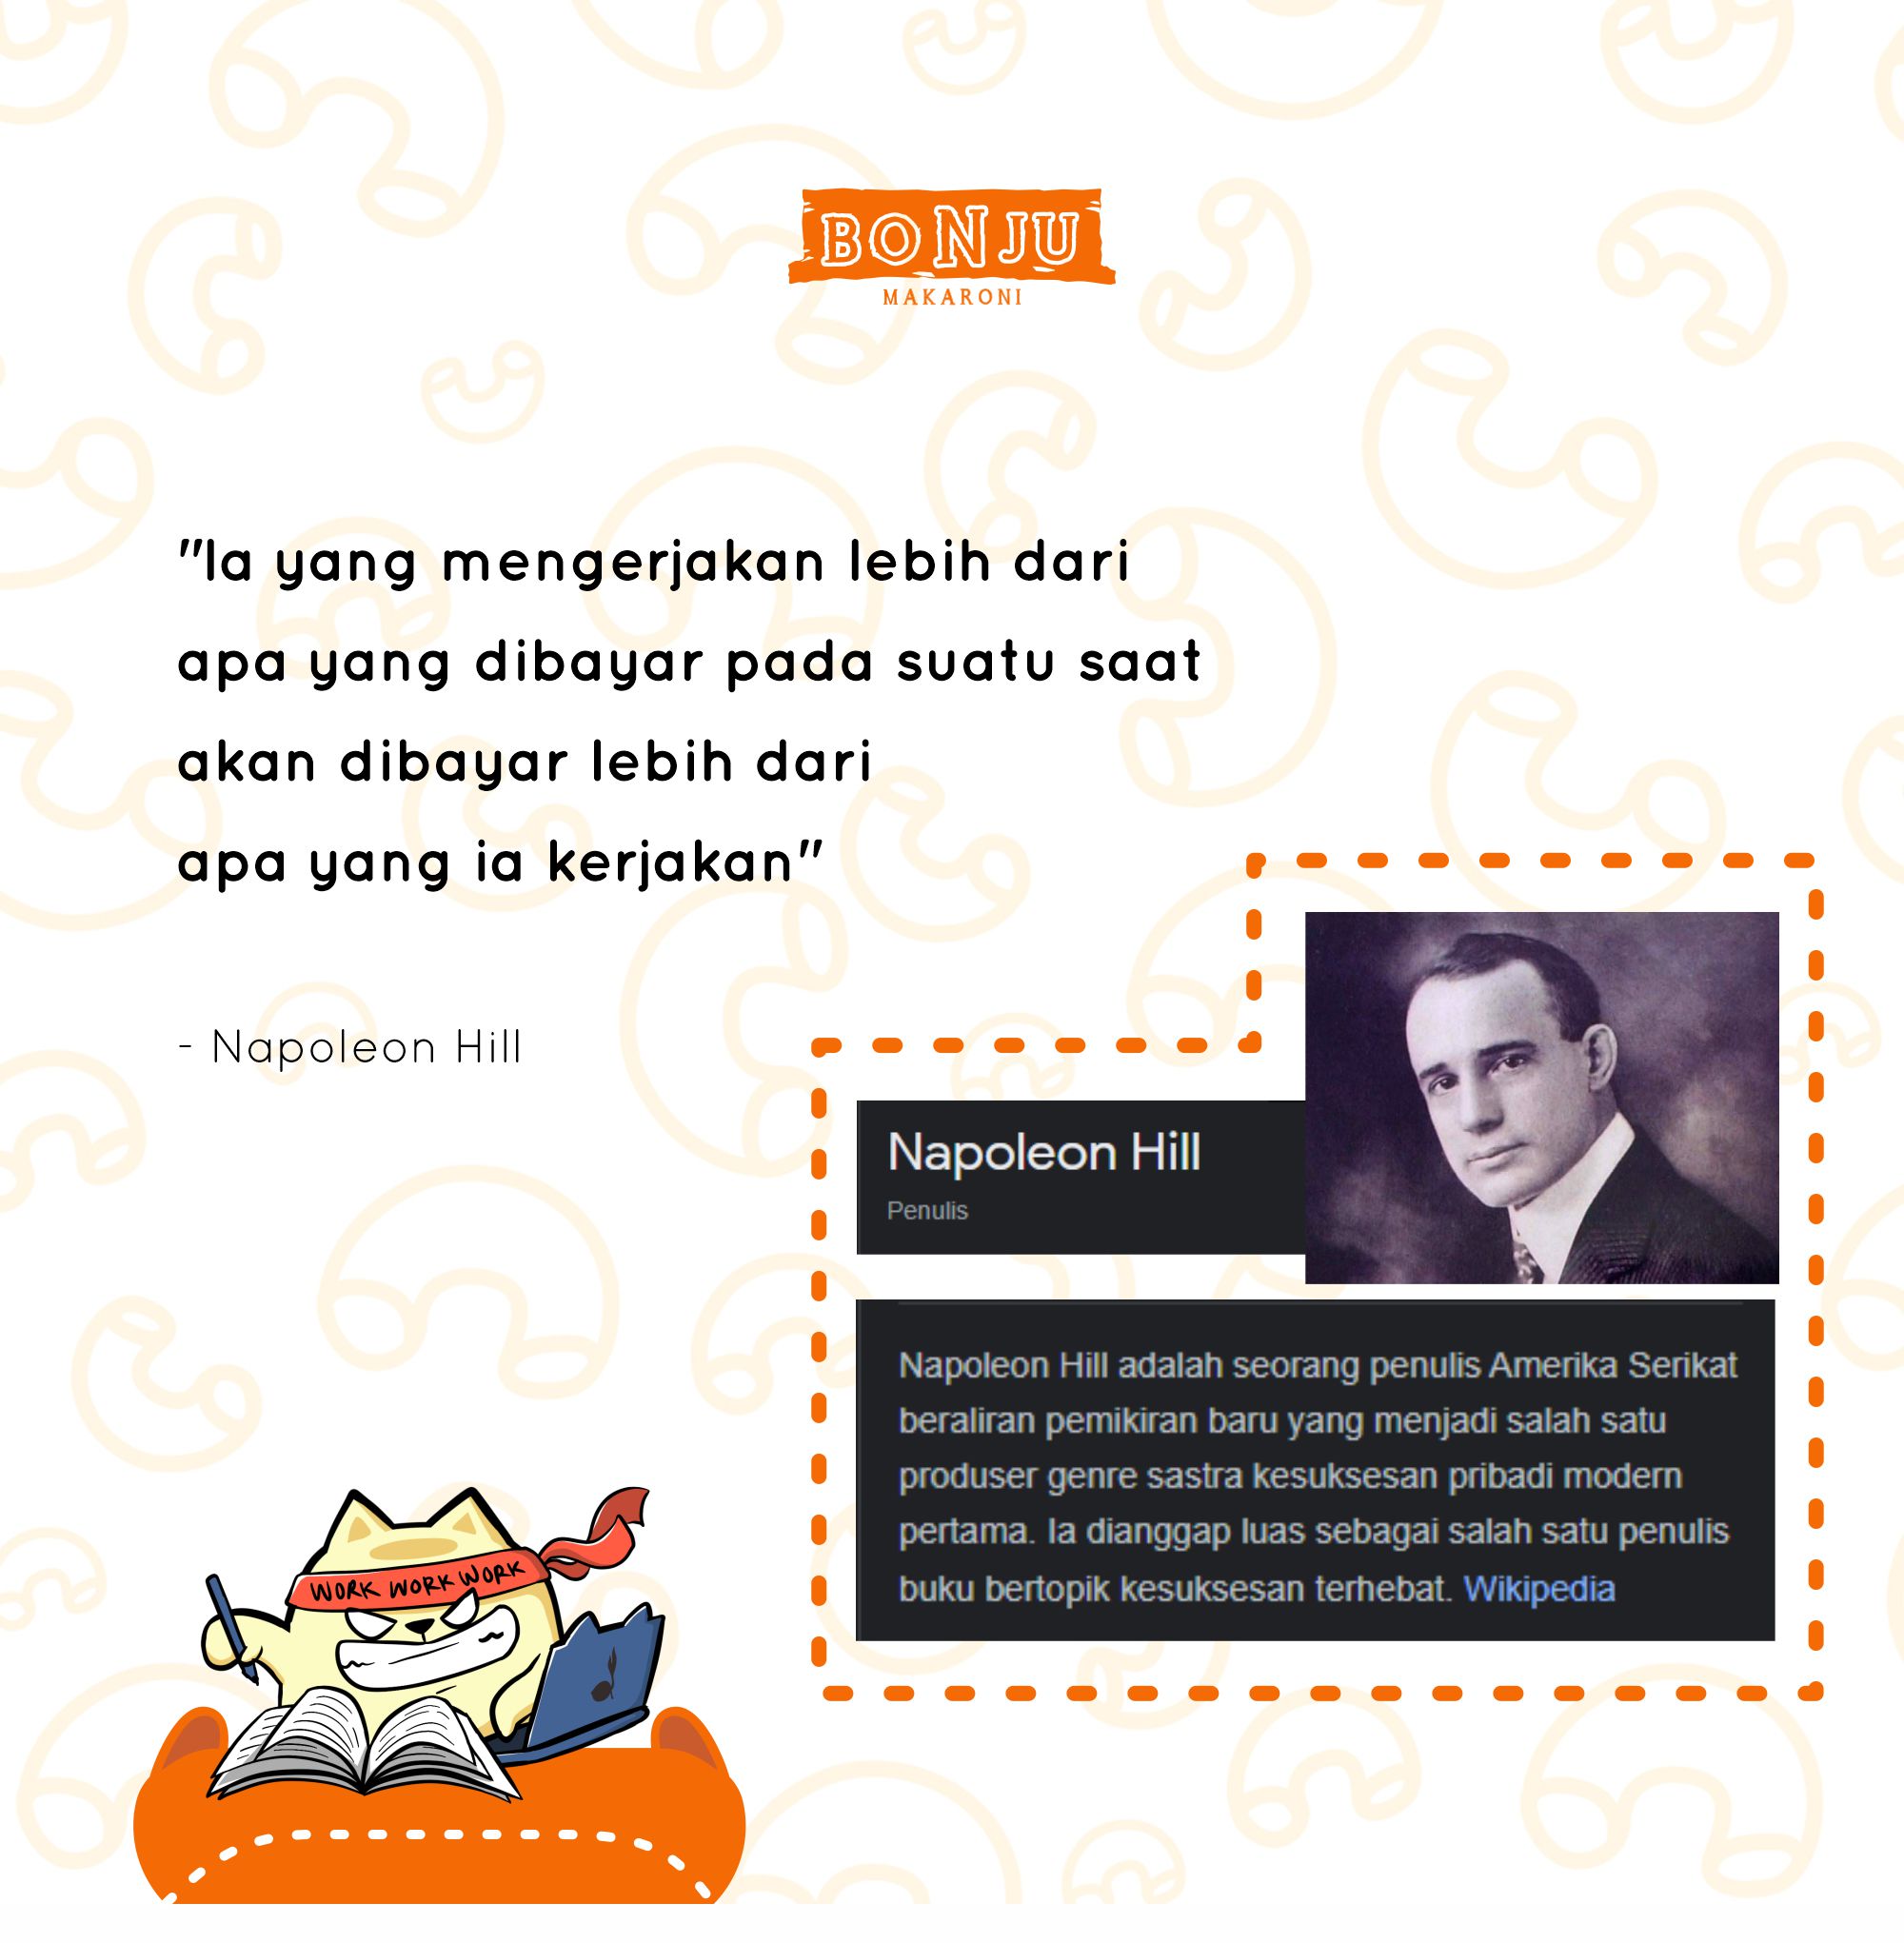 BONJU
MAKARONI
"Ia yang mengerjakan lebih dari
apa yang dibayar pada suatu saat
akan dibayar lebih dari
apa yang ia kerjakan"
- Napoleon Hill
Napoleon Hill
Penulis
Napoleon Hill adalah seorang penulis Amerika Serikat
beraliran pemikiran baru yang menjadi salah satu
produser genre sastra kesuksesan pribadi modern
pertama. Ia dianggap luas sebagai salah satu penulis
buku bertopik kesuksesan terhebat. Wikipedia
WORK WORK WORK